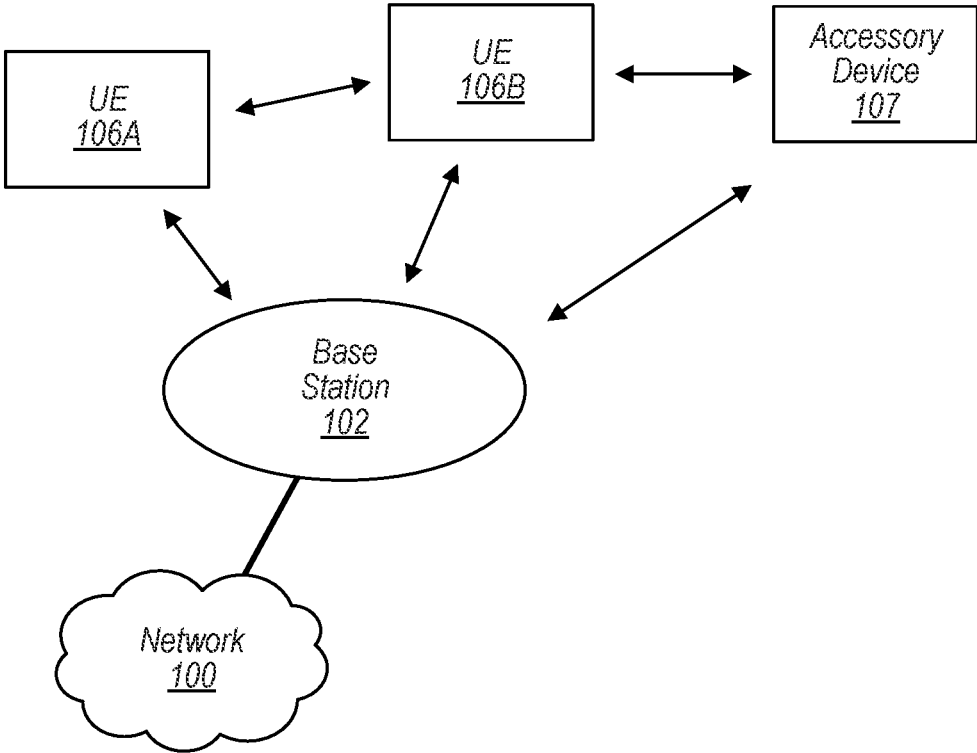 UE
106A
UE
106B
Accessory
Device
107
Base
Station
102
Network
100